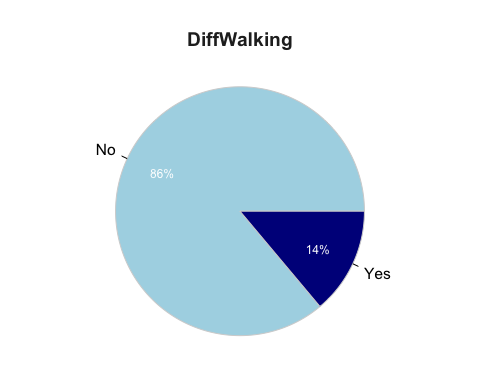 DiffWalking
No
86%
14%
Yes